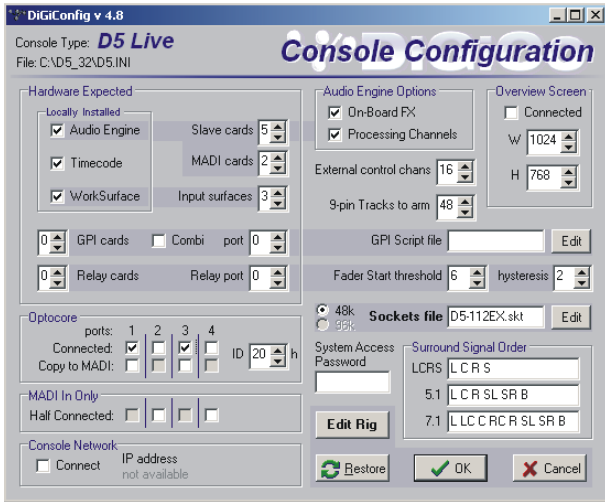 DiGiConfig v 4.8
Console Type: D5 Live
File: C:\D5_32\D5.INI
DIGICo
Console Configuration
Hardware Expected
Locally Installed
Audio Engine
Timecode
WorkSurface
Slave cards 5
MADI cards 2
Input surfaces 3
0 GPI cards Combi port 0
0 Relay cards Relay port 0
Audio Engine Options
On-Board FX
Processing Channels
Overview Screen
Connected
W 1024
H 768
External control chans 16
9-pin Tracks to arm 48
GPI Script file Edit
Fader Start threshold 6 hysteresis 2
Optocore
ports: 1 2 3 4
Connected:
Copy to MADI:
ID 20 h
MADI In Only
Half Connected:
Console Network
Connect
IP address
not available
48k
96k
Sockets file D5-112EX.skt Edit
System Access
Password
Surround Signal Order
LCRS L C R S
5.1 L C R SL SR B
7.1 L LC C RC R SL SR B
Edit Rig
Restore
OK
Cancel